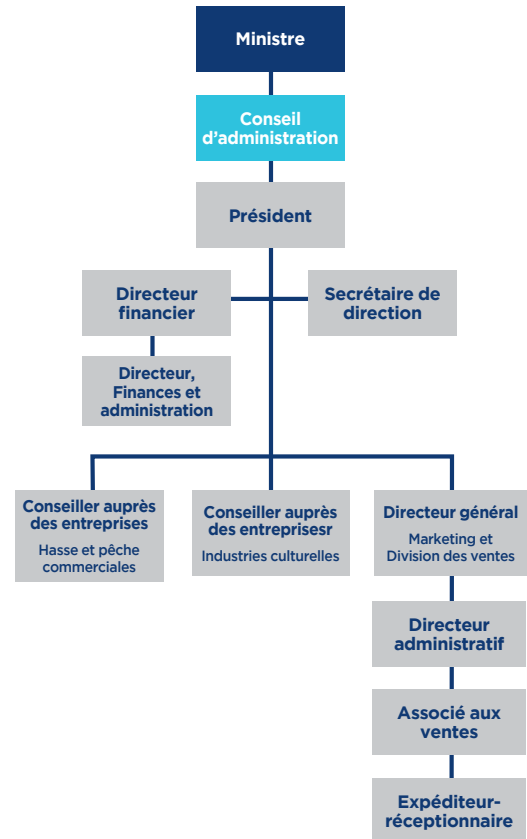 Ministre
Conseil
d'administration
Président
Directeur
financier
Secrétaire de
direction
Directeur,
Finances et
administration
Conseiller auprès
des entreprises
Hasse et pêche
commerciales
Conseiller auprès
des entreprisesr
Industries culturelles
Directeur général
Marketing et
Division des ventes
Directeur
administratif
Associé aux
ventes
Expéditeur-
réceptionnaire